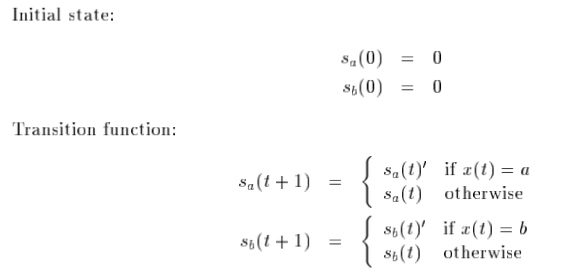 Initial state:
s_a(0) = 0
s_b(0) = 0
Transition function:
s_a(t + 1) = { s_a(t)′ if x(t) = a
s_a(t) otherwise
s_b(t + 1) = { s_b(t)′ if x(t) = b
s_b(t) otherwise